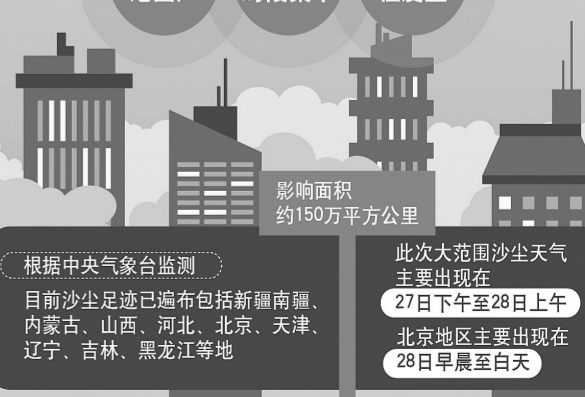 影响面积
约150万平方公里
根据中央气象台监测
目前沙尘足迹已遍布包括新疆南疆、
内蒙古、山西、河北、北京、天津、
辽宁、吉林、黑龙江等地
此次大范围沙尘天气
主要出现在
27日下午至28日上午
北京地区主要出现在
28日早晨至白天